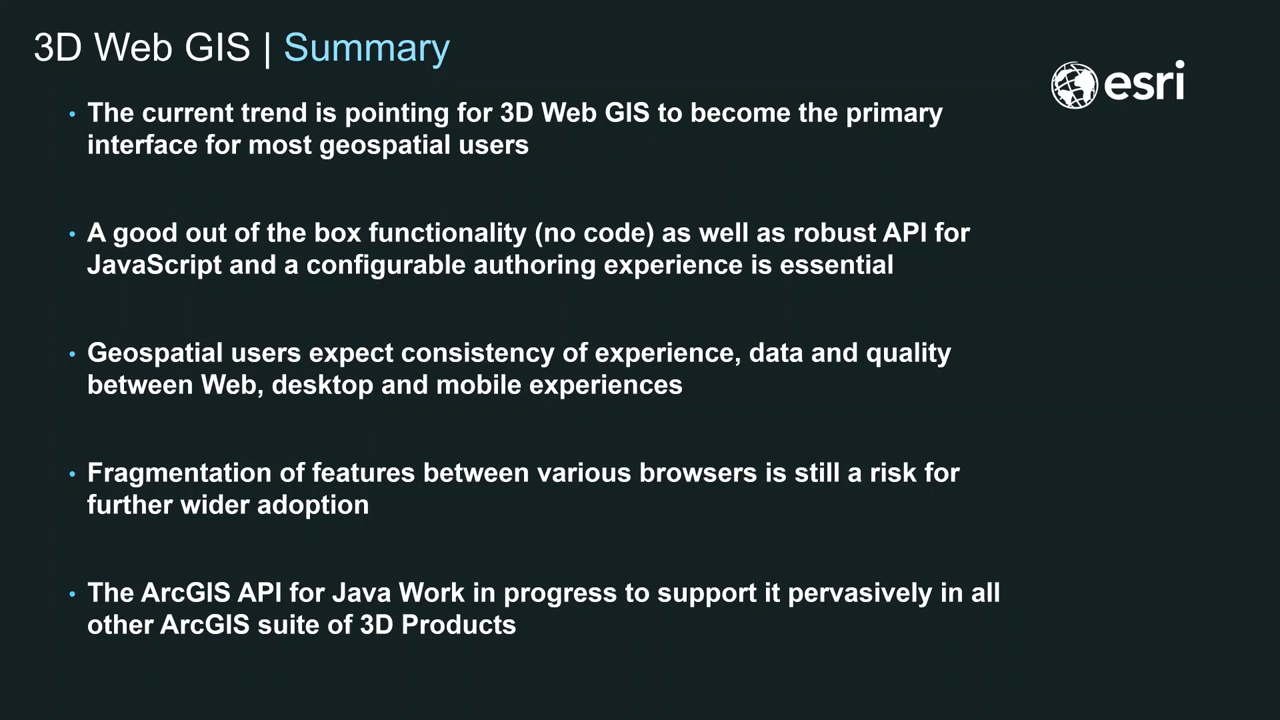 3D Web GIS | Summary
esri
• The current trend is pointing for 3D Web GIS to become the primary
interface for most geospatial users
• A good out of the box functionality (no code) as well as robust API for
JavaScript and a configurable authoring experience is essential
• Geospatial users expect consistency of experience, data and quality
between Web, desktop and mobile experiences
• Fragmentation of features between various browsers is still a risk for
further wider adoption
• The ArcGIS API for Java Work in progress to support it pervasively in all
other ArcGIS suite of 3D Products